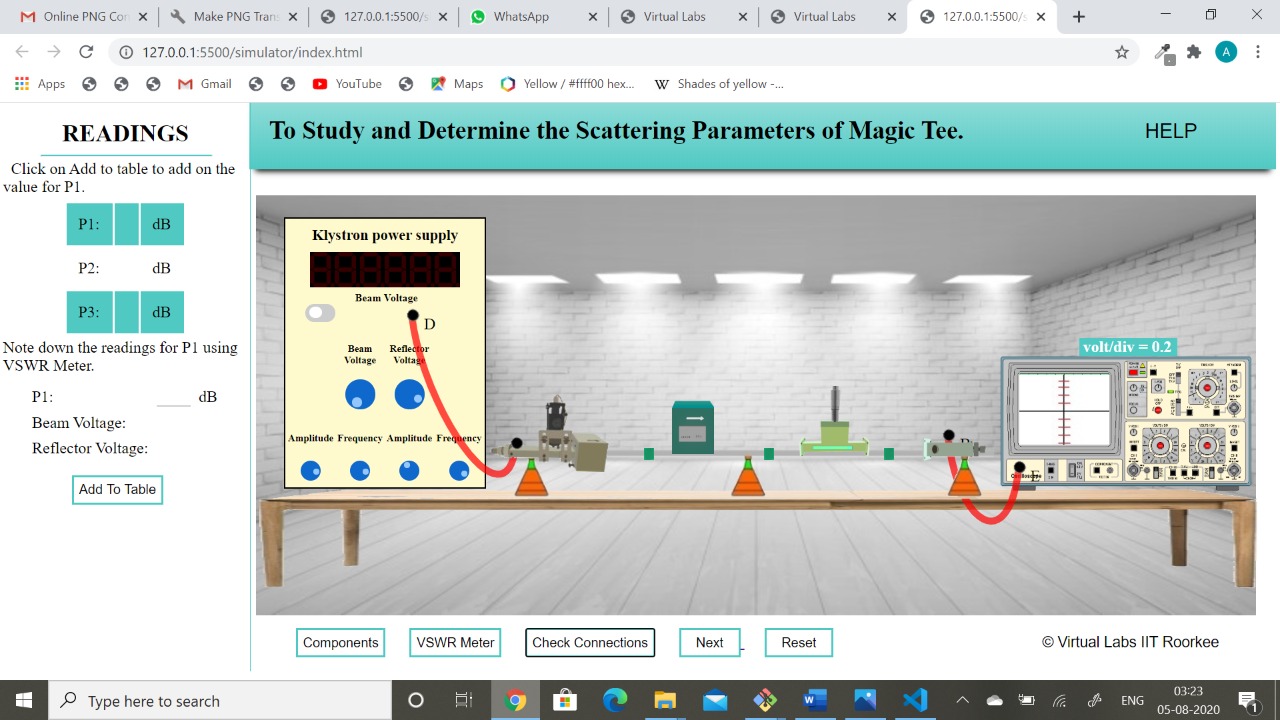 Online PNG Con
Make PNG Trans
127.0.0.1:5500/s
WhatsApp
Virtual Labs
Virtual Labs
127.0.0.1:5500/s
127.0.0.1:5500/simulator/index.html
A
Apps
Gmail
YouTube
Maps
Yellow / #ffff00 hex...
W
Shades of yellow -...
READINGS
Click on Add to table to add on the
value for P1.
P1: dB
P2: dB
P3: dB
Note down the readings for P1 using
VSWR Meter.
P1: dB
Beam Voltage:
Reflector Voltage:
Add To Table
To Study and Determine the Scattering Parameters of Magic Tee.
HELP
Klystron power supply
Beam Voltage
D
Beam
Voltage
Reflector
Voltage
Amplitude Frequency Amplitude Frequency
volt/div = 0.2
E
Components
VSWR Meter
Check Connections
Next
Reset
© Virtual Labs IIT Roorkee
Type here to search
ENG
03:23
05-08-2020
1